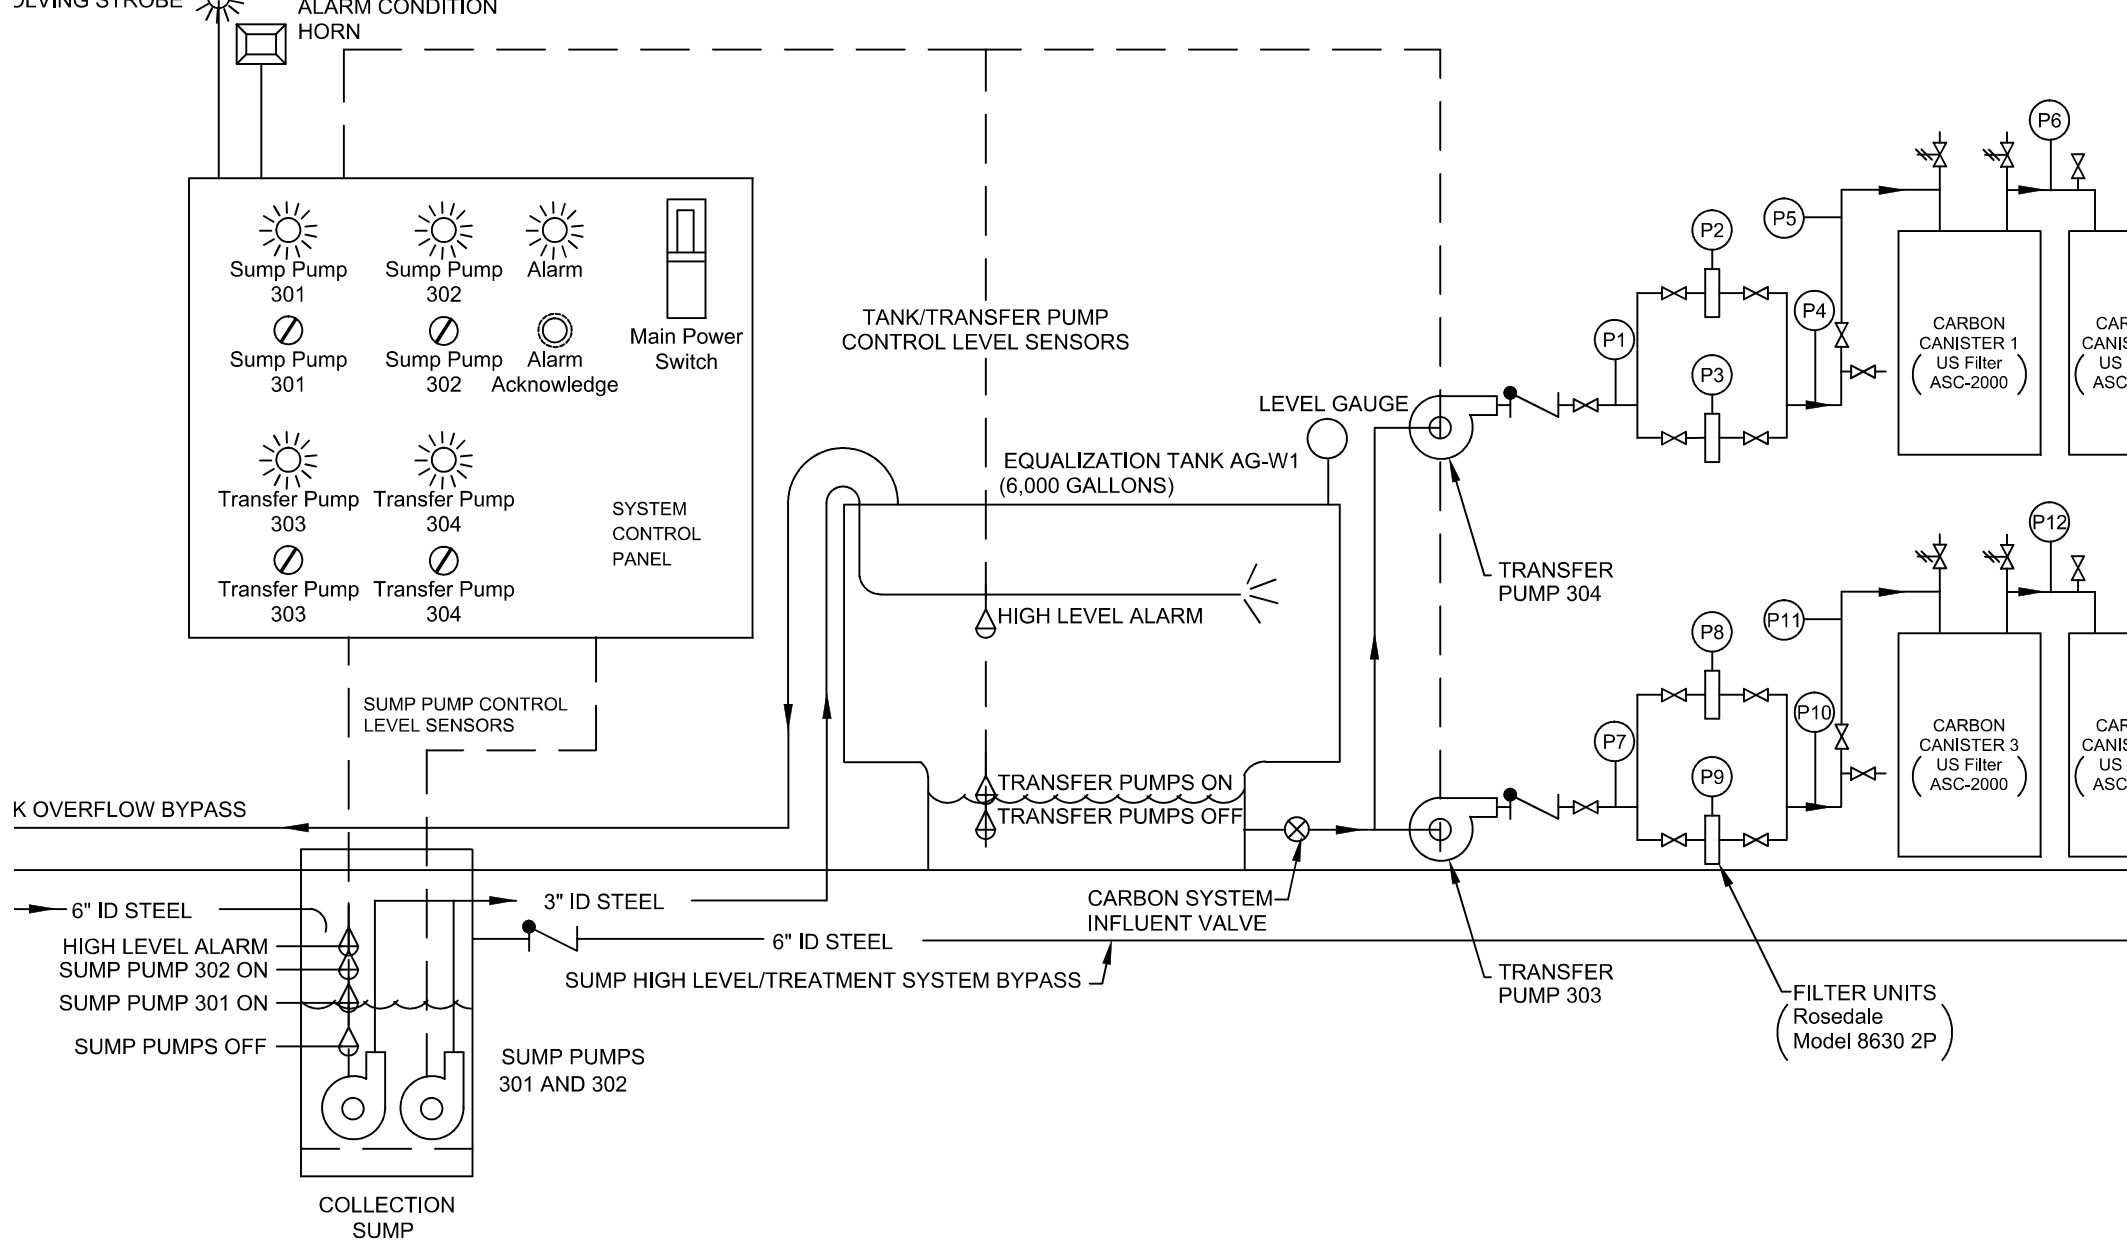 STROBE
ALARM CONDITION
HORN
P6
Sump Pump
301
Sump Pump
302
Alarm
Sump Pump
301
Sump Pump
302
Alarm
Acknowledge
Main Power
Switch
Transfer Pump
303
Transfer Pump
304
Transfer Pump
303
Transfer Pump
304
SYSTEM
CONTROL
PANEL
TANK/TRANSFER PUMP
CONTROL LEVEL SENSORS
LEVEL GAUGE
EQUALIZATION TANK AG-W1
(6,000 GALLONS)
HIGH LEVEL ALARM
TRANSFER PUMPS ON
TRANSFER PUMPS OFF
P5
P2
P4
P1
P3
CARBON
CANISTER 1
(US Filter
ASC-2000)
US
TRANSFER
PUMP 304
P12
P11
P8
P10
P7
P9
CARBON
CANISTER 3
(US Filter
ASC-2000)
US
SUMP PUMP CONTROL
LEVEL SENSORS
OVERFLOW BYPASS
6" ID STEEL
3" ID STEEL
HIGH LEVEL ALARM
SUMP PUMP 302 ON
SUMP PUMP 301 ON
SUMP PUMPS OFF
6" ID STEEL
SUMP HIGH LEVEL/TREATMENT SYSTEM BYPASS
CARBON SYSTEM
INFLUENT VALVE
TRANSFER
PUMP 303
FILTER UNITS
(Rosedale
Model 8630 2P)
SUMP PUMPS
301 AND 302
COLLECTION
SUMP